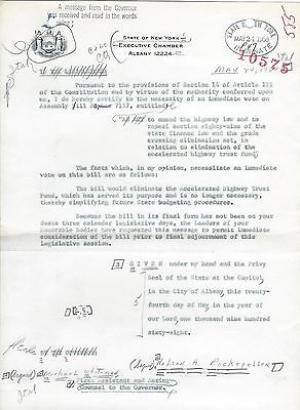 A message from the Governor
was received and read in the words
STATE OF NEW YORK
EXECUTIVE CHAMBER
ALBANY 12224
MAY 24 1968
10575
MAY 24,
Pursuant to the provisions of Section 14 of Article III
of the Constitution and by virtue of the authority conferred upon
me, I do hereby certify to the necessity of an immediate vote on
Assembly Bill 7137, entitled
to amend the highway law and to
repeal section eighty-nine of the
state finance law and the grade
crossing elimination act, in
relation to elimination of the
accelerated highway trust fund
The facts which, in my opinion, necessitate an immediate
vote on this bill are as follows:
The bill would eliminate the Accelerated Highway Trust
Fund, which has served its purpose and is no longer necessary,
thereby simplifying future State budgeting procedures.
Because the bill in its final form has not been on your
desks three calendar legislative days, the leaders of your
honorable bodies have requested this message to permit immediate
consideration of the bill prior to final adjournment of this
legislative session.
GIVEN under my hand and the Privy
Seal of the State at the Capitol
in the City of Albany this twenty-
fourth day of May in the year of
our Lord one thousand nine hundred
sixty-eight.
(Signed) Nelson A. Rockefeller
(Signed)
First Assistant and Acting
Counsel to the Governor